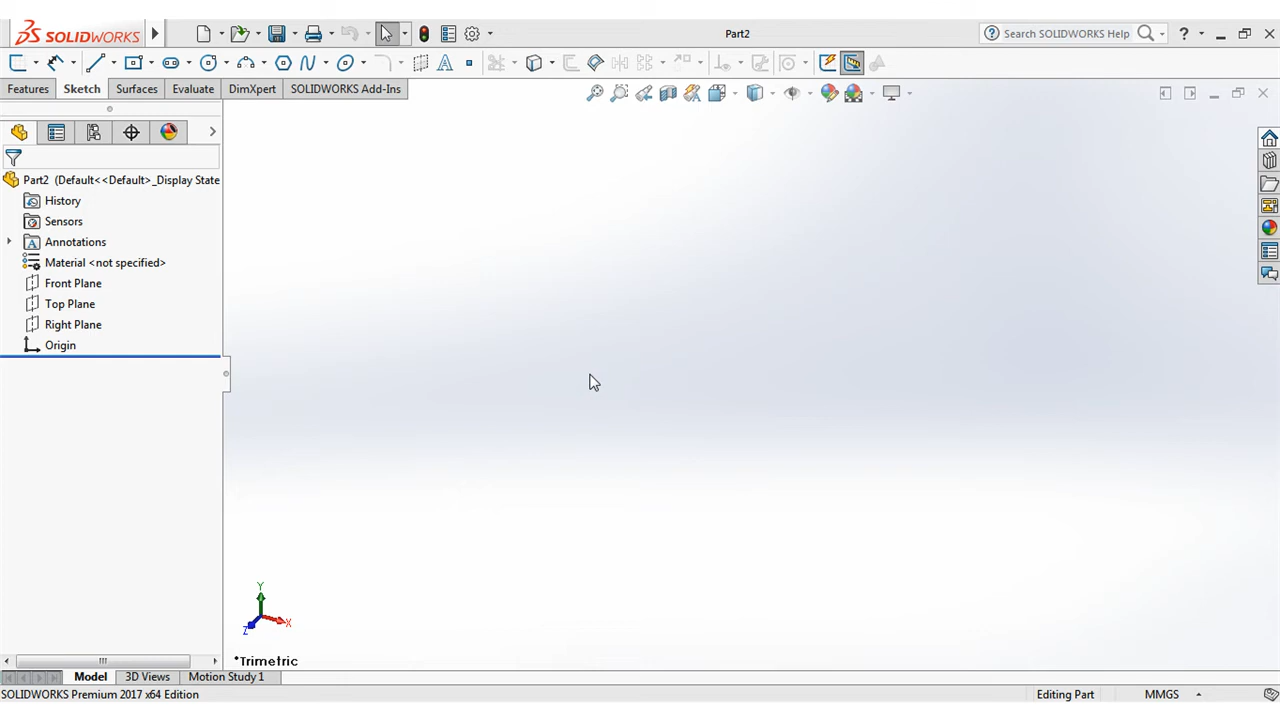 SOLIDWORKS
Part2
Search SOLIDWORKS Help
?
Features
Sketch
Surfaces
Evaluate
DimXpert
SOLIDWORKS Add-Ins
Part2 (Default<<Default>_Display State
History
Sensors
A Annotations
Material <not specified>
Front Plane
Top Plane
Right Plane
Origin
Y
X
Z
*Trimetric
Model
3D Views
Motion Study 1
SOLIDWORKS Premium 2017 x64 Edition
Editing Part
MMGS